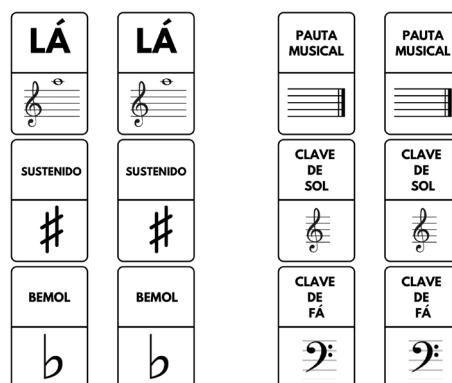 LÁ
LÁ
PAUTA
MUSICAL
PAUTA
MUSICAL
SUSTENIDO
SUSTENIDO
CLAVE
DE
SOL
CLAVE
DE
SOL
BEMOL
BEMOL
CLAVE
DE
FÁ
CLAVE
DE
FÁ